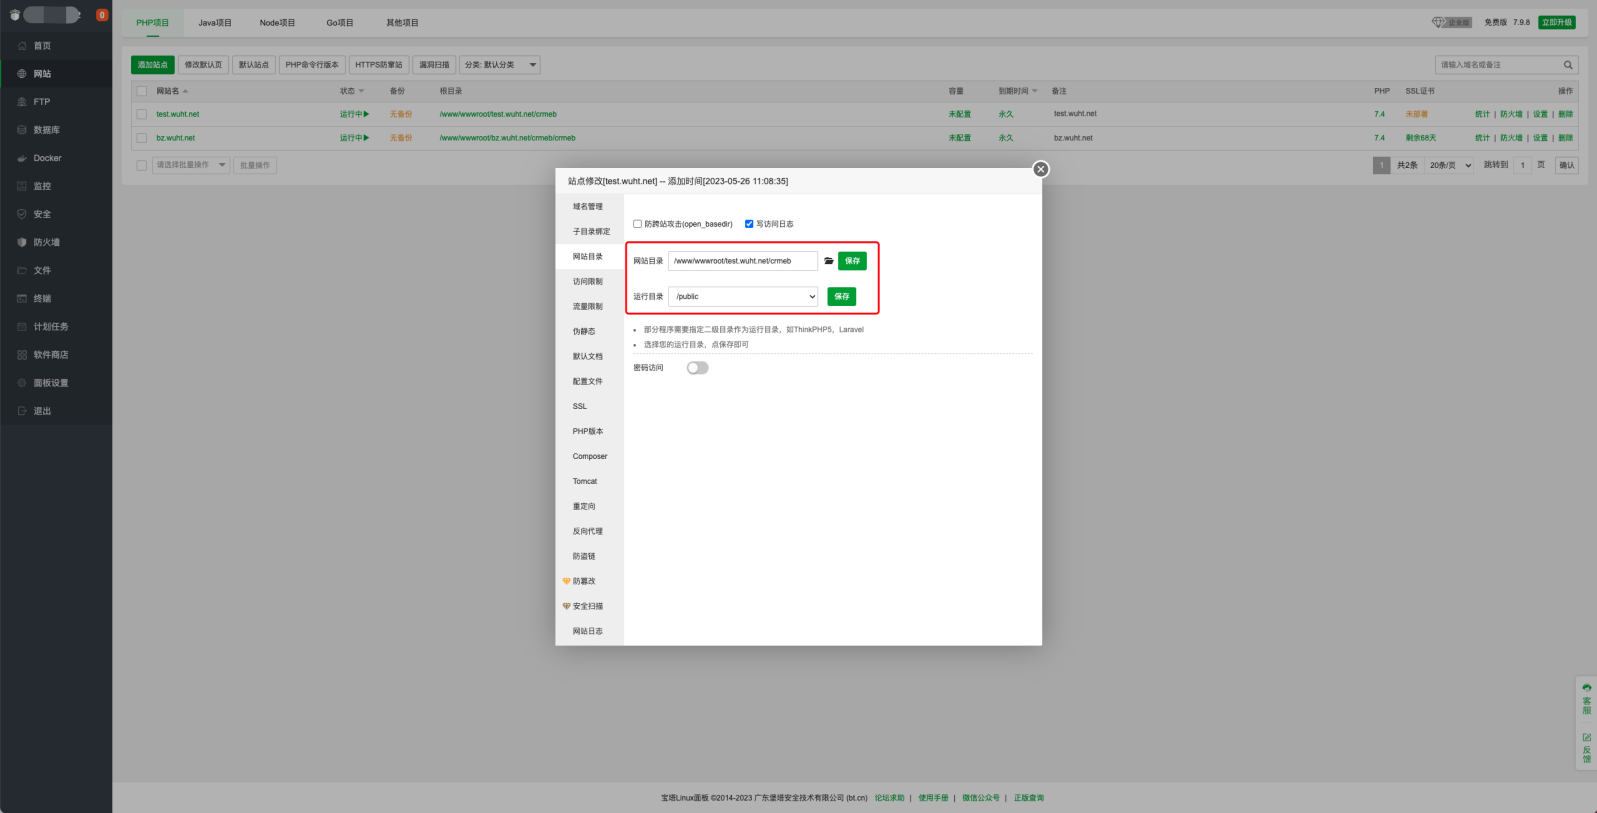 0
首页
网站
FTP
数据库
Docker
监控
安全
防火墙
文件
终端
计划任务
软件商店
面板设置
退出
PHP项目 Java项目 Node项目 Go项目 其他项目
企业版 免费版 7.9.8 立即升级
添加站点 修改默认页 默认站点 PHP命令行版本 HTTPS防窜站 漏洞扫描 分类: 默认分类 请输入域名或备注
网站名 状态 备份 根目录 容量 到期时间 备注 PHP SSL证书 操作
test.wuht.net 运行中 无备份 /www/wwwroot/test.wuht.net/crmeb 未配置 永久 test.wuht.net 7.4 未部署 统计 | 防火墙 | 设置 | 删除
bz.wuht.net 运行中 无备份 /www/wwwroot/bz.wuht.net/crmeb/crmeb 未配置 永久 bz.wuht.net 7.4 剩余68天 统计 | 防火墙 | 设置 | 删除
请选择批量操作 批量操作 1 共2条 20条/页 跳转到 1 页 确认
站点修改[test.wuht.net] -- 添加时间[2023-05-26 11:08:35]
域名管理
子目录绑定
网站目录
访问限制
流量限制
伪静态
默认文档
配置文件
SSL
PHP版本
Composer
Tomcat
重定向
反向代理
防盗链
防篡改
安全扫描
网站日志
防跨站攻击(open_basedir) 写访问日志
网站目录 /www/wwwroot/test.wuht.net/crmeb 保存
运行目录 /public 保存
部分程序需要指定二级目录作为运行目录，如ThinkPHP5，Laravel
选择您的运行目录，点保存即可
密码访问
客服
反馈
宝塔Linux面板 ©2014-2023 广东堡塔安全技术有限公司 (bt.cn) 论坛求助 | 使用手册 | 微信公众号 | 正版查询